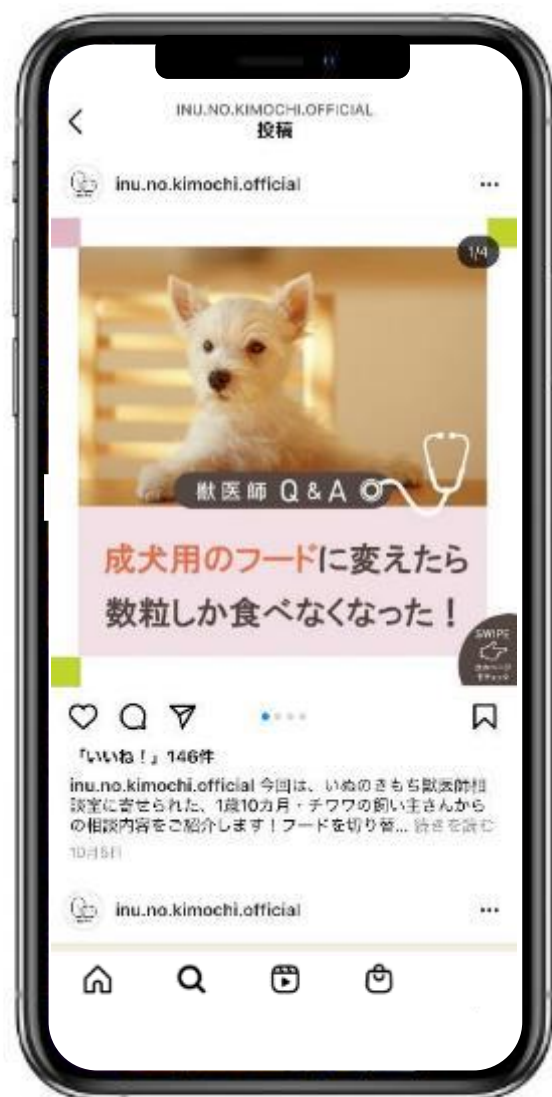 INU.NO.KIMOCHI.OFFICIAL
投稿
inu.no.kimochi.official
1/4
獣医師 Q & A
成犬用のフードに変えたら
数粒しか食べなくなった！
SWIPE
「いいね！」146件
inu.no.kimochi.official 今回は、いぬのきもち獣医師相
談室に寄せられた、1歳10カ月・チワワの飼い主さんから
の相談内容をご紹介します！フードを切り替... 続きを読む
10月5日
inu.no.kimochi.official